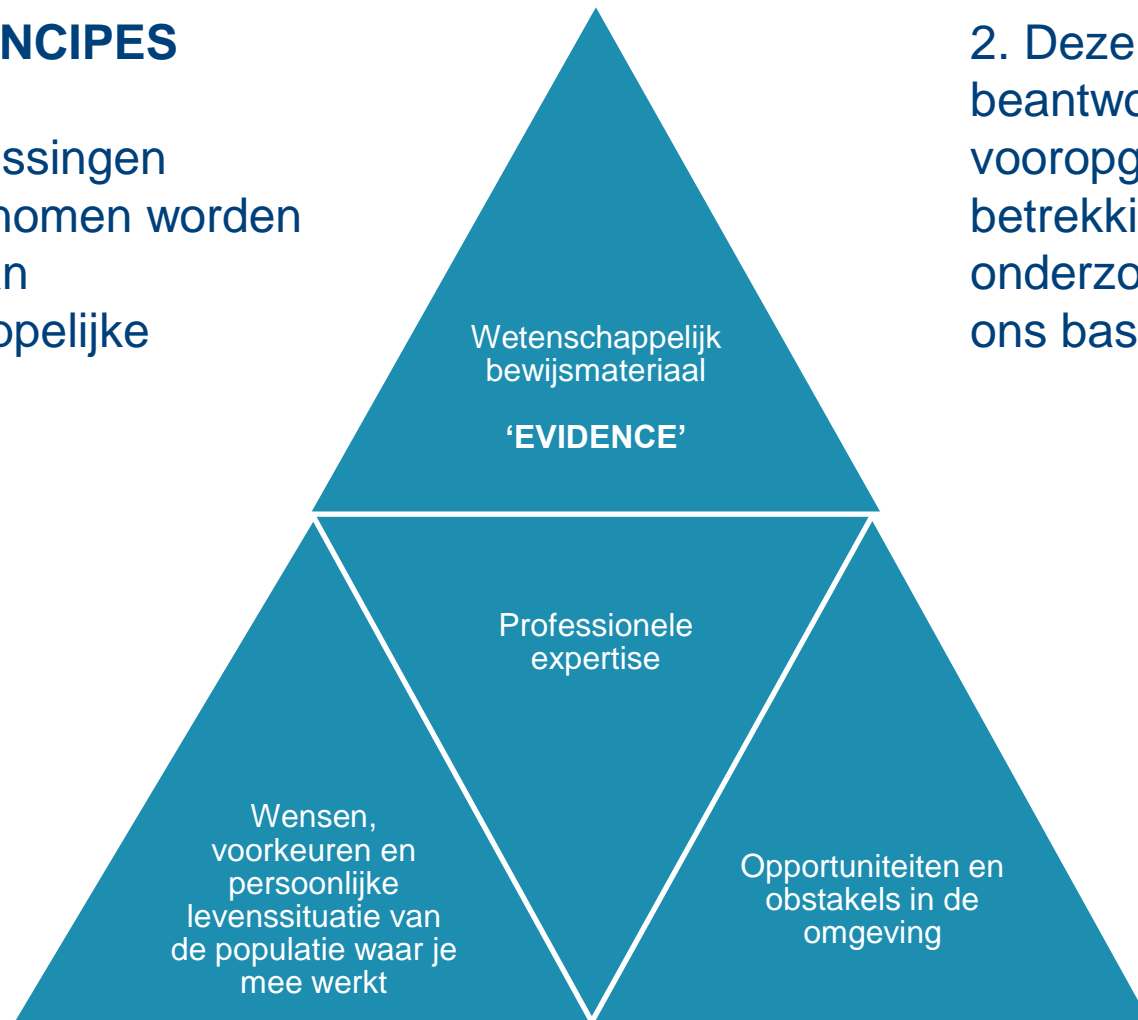 NCIPES
ssingen
nomen worden
n
pelijke
Wetenschappelijk
bewijsmateriaal
‘EVIDENCE’
Professionele
expertise
Wensen,
voorkeuren en
persoonlijke
levenssituatie van
de populatie waar je
mee werkt
Opportuniteiten en
obstakels in de
omgeving
2. Deze
beantwo
vooropg
betrekki
onderzo
ons bas